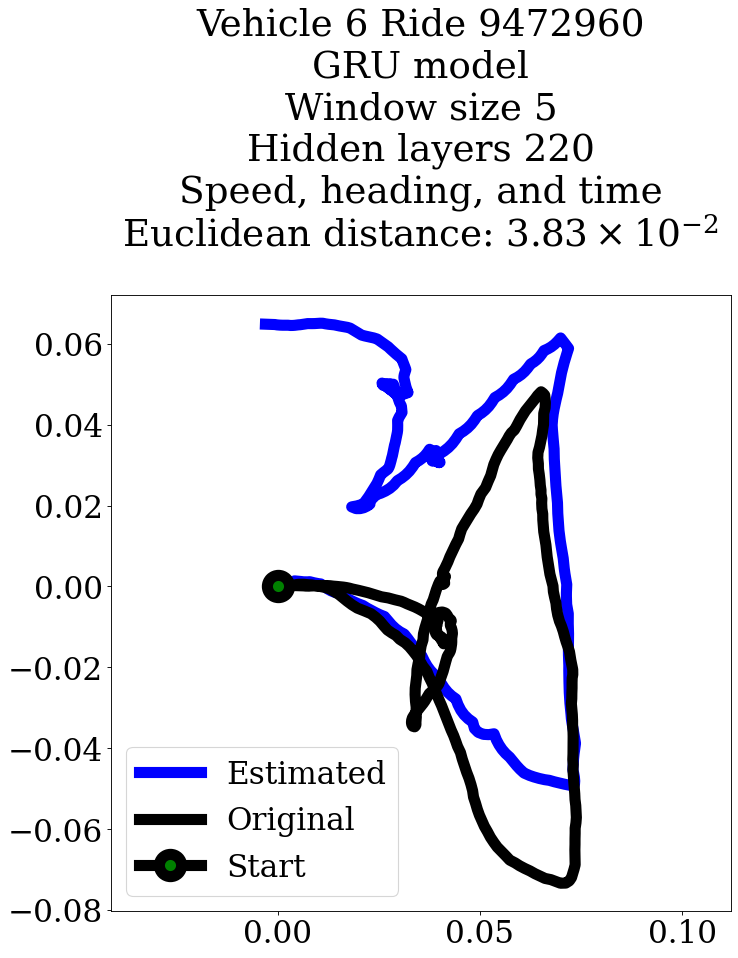 Vehicle 6 Ride 9472960
GRU model
Window size 5
Hidden layers 220
Speed, heading, and time
Euclidean distance: 3.83 × 10⁻²
0.06
0.04
0.02
0.00
−0.02
−0.04
−0.06
−0.08
Estimated
Original
Start
0.00 0.05 0.10